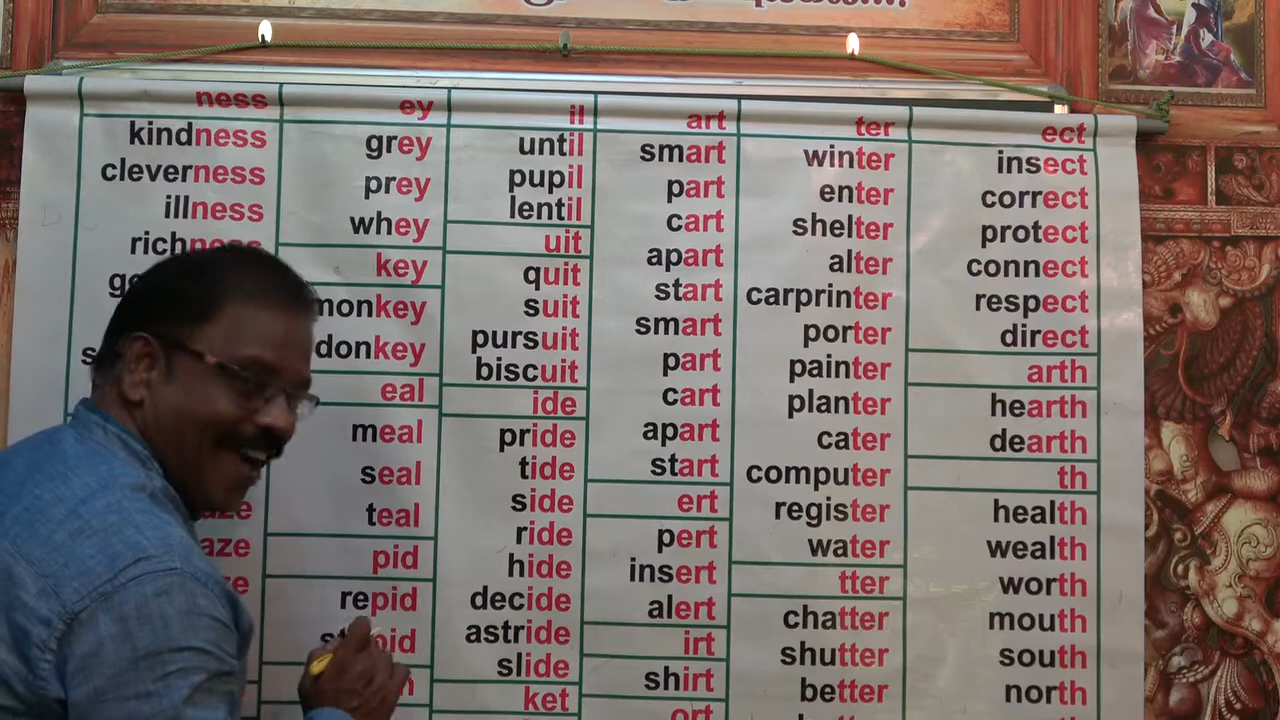 ness
kindness
cleverness
illness
richness
aze
ey
grey
prey
whey
key
monkey
donkey
eal
meal
seal
teal
pid
repid
il
until
pupil
lentil
uit
quit
suit
pursuit
biscuit
ide
pride
tide
side
ride
hide
decide
astride
slide
ket
art
smart
part
cart
apart
start
smart
part
cart
apart
start
ert
pert
insert
alert
irt
shirt
ort
ter
winter
enter
shelter
alter
carprinter
porter
painter
planter
cater
computer
register
water
tter
chatter
shutter
better
ect
insect
correct
protect
connect
respect
direct
arth
hearth
dearth
th
health
wealth
worth
mouth
south
north